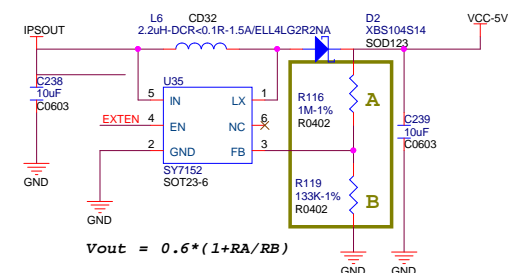 L6 CD32
2.2uH-DCR<0.1R-1.5A/ELL4LG2R2NA
D2
XBS104S14
SOD123
VCC-5V
IPSOUT
C238
10uF
C0603
GND
U35
5 IN LX 1
EXTEN 4 EN NC 6
2 GND FB 3
SY7152
SOT23-6
GND
R116
1M-1%
R0402
A
R119
133K-1%
R0402
B
C239
10uF
C0603
GND
GND
Vout = 0.6*(1+RA/RB)